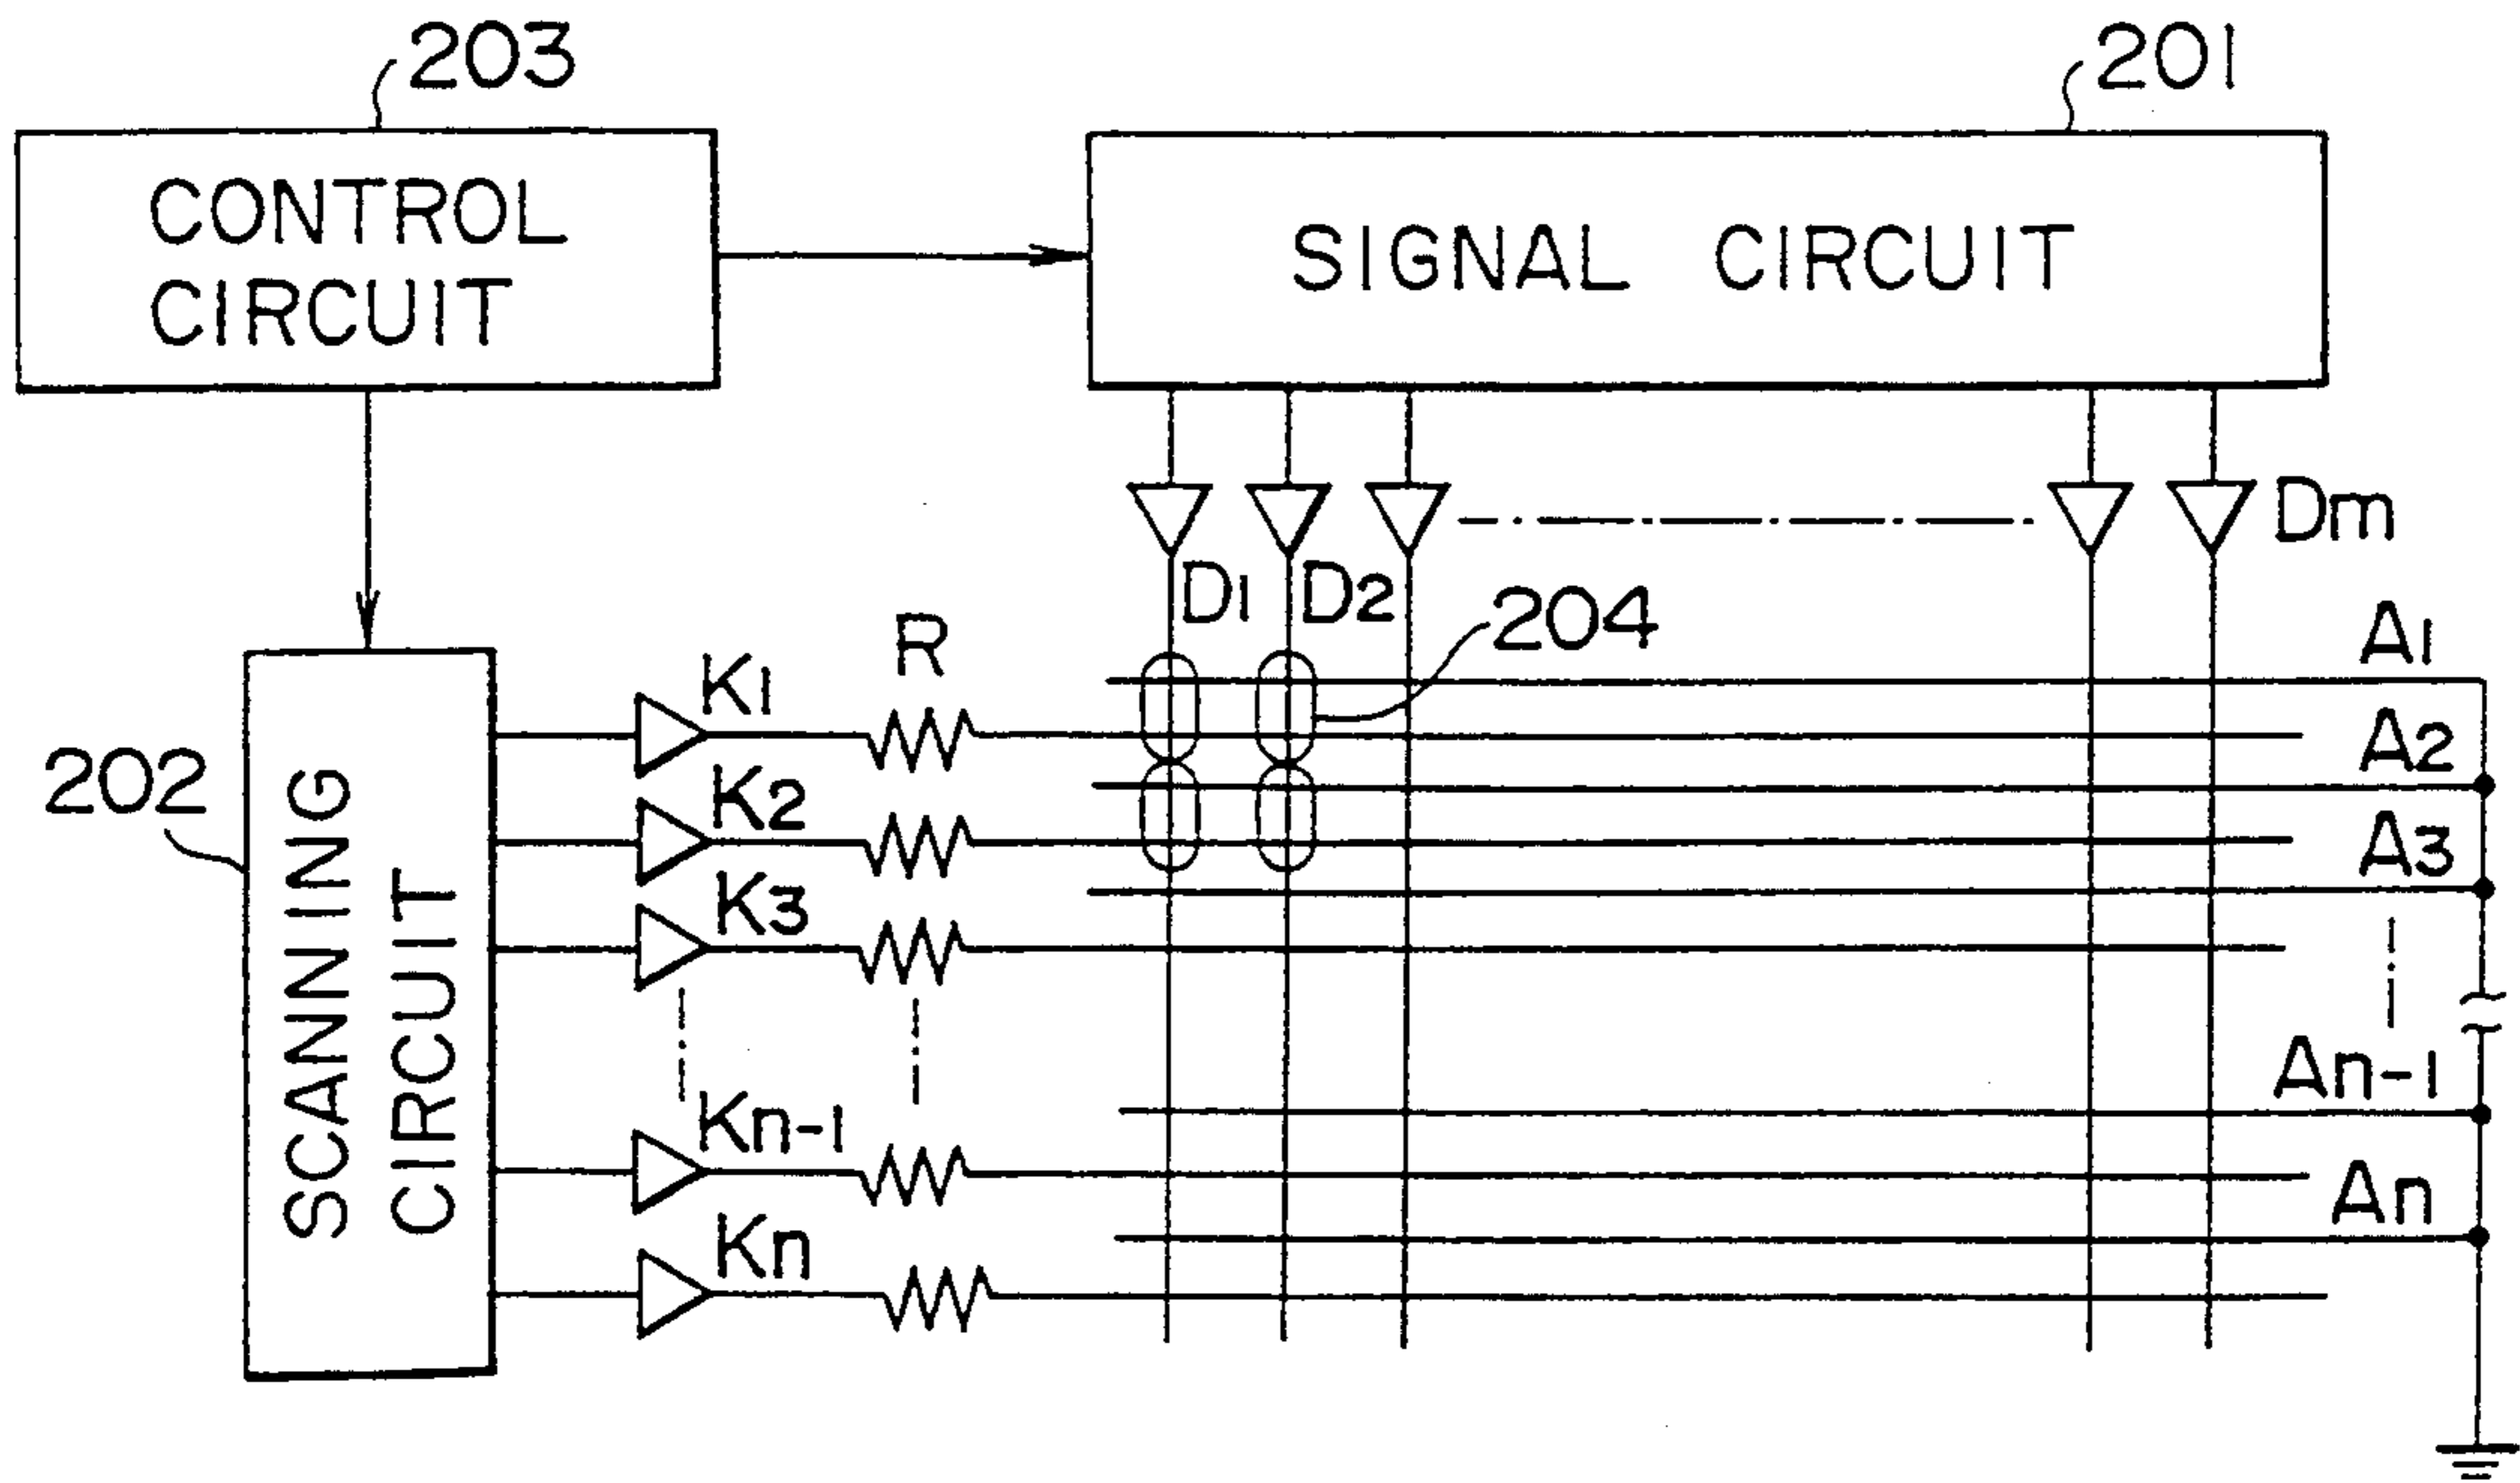 203
201
CONTROL
CIRCUIT
SIGNAL CIRCUIT
Dm
D1
D2
204
R
A1
K1
A2
202
K2
A3
K3
SCANNING
CIRCUIT
An-1
Kn-1
An
Kn